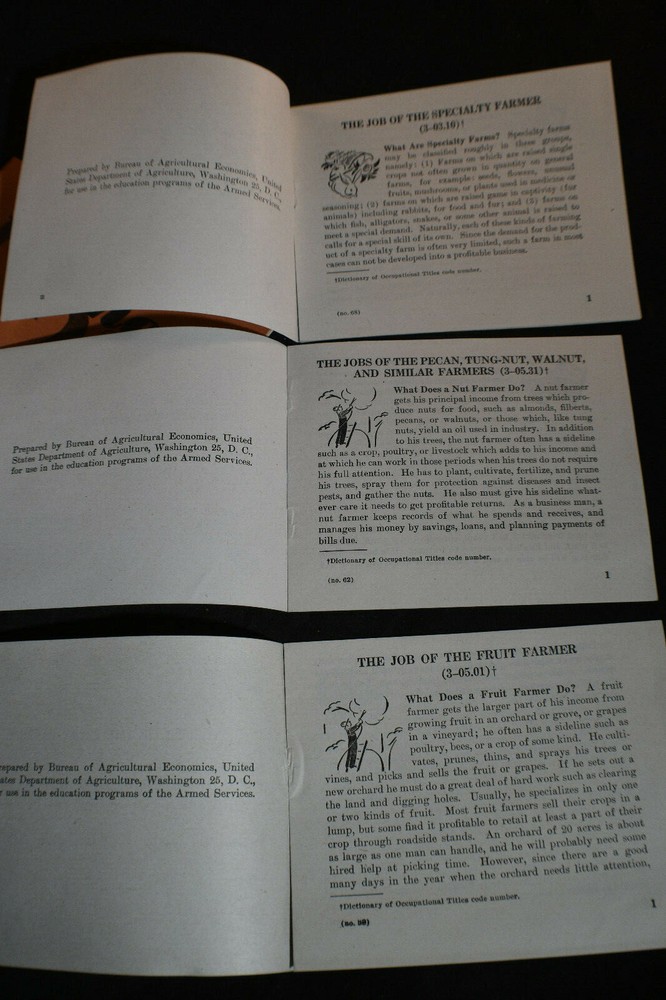 Prepared by Bureau of Agricultural Economics, United
States Department of Agriculture, Washington 25, D. C.,
for use in the education programs of the Armed Services.
8
THE JOB OF THE SPECIALTY FARMER
(3–03.10)†
What Are Specialty Farms? Specialty farms
may be classified roughly in three groups,
namely: (1) Farms on which are raised single
crops not often grown in quantity on general
farms, for example: seeds, flowers, unusual
fruits, mushrooms, or plants used in medicine or
seasoning; (2) farms on which are raised game in captivity (for
animals) including rabbits, for food and fur; and (3) farms on
which fish, alligators, snakes, or some other animal is raised to
meet a special demand. Naturally, each of these kinds of farming
calls for a special skill of its own. Since the demand for the prod-
uct of a specialty farm is often very limited, such a farm in most
cases can not be developed into a profitable business.
†Dictionary of Occupational Titles code number.
(no. 68)
1
Prepared by Bureau of Agricultural Economics, United
States Department of Agriculture, Washington 25, D. C.,
for use in the education programs of the Armed Services.
THE JOBS OF THE PECAN, TUNG-NUT, WALNUT,
AND SIMILAR FARMERS (3–05.31)†
What Does a Nut Farmer Do? A nut farmer
gets his principal income from trees which pro-
duce nuts for food, such as almonds, filberts,
pecans, or walnuts, or those which, like tung
nuts, yield an oil used in industry. In addition
to his trees, the nut farmer often has a sideline
such as a crop, poultry, or livestock which adds to his income and
at which he can work in those periods when his trees do not require
his full attention. He has to plant, cultivate, fertilize, and prune
his trees, spray them for protection against diseases and insect
pests, and gather the nuts. He also must give his sideline what-
ever care it needs to get profitable returns. As a business man, a
nut farmer keeps records of what he spends and receives, and
manages his money by savings, loans, and planning payments of
bills due.
†Dictionary of Occupational Titles code number.
(no. 62)
1
epared by Bureau of Agricultural Economics, United
ates Department of Agriculture, Washington 25, D. C.,
r use in the education programs of the Armed Services.
THE JOB OF THE FRUIT FARMER
(3–05.01)†
What Does a Fruit Farmer Do? A fruit
farmer gets the larger part of his income from
growing fruit in an orchard or grove, or grapes
in a vineyard; he often has a sideline such as
poultry, bees, or a crop of some kind. He culti-
vates, prunes, thins, and sprays his trees or
vines, and picks and sells the fruit or grapes. If he sets out a
new orchard he must do a great deal of hard work such as clearing
the land and digging holes. Usually, he specializes in only one
or two kinds of fruit. Most fruit farmers sell their crops in a
lump, but some find it profitable to retail at least a part of their
crop through roadside stands. An orchard of 20 acres is about
as large as one man can handle, and he will probably need some
hired help at picking time. However, since there are a good
many days in the year when the orchard needs little attention,
†Dictionary of Occupational Titles code number.
(no. 50)
1